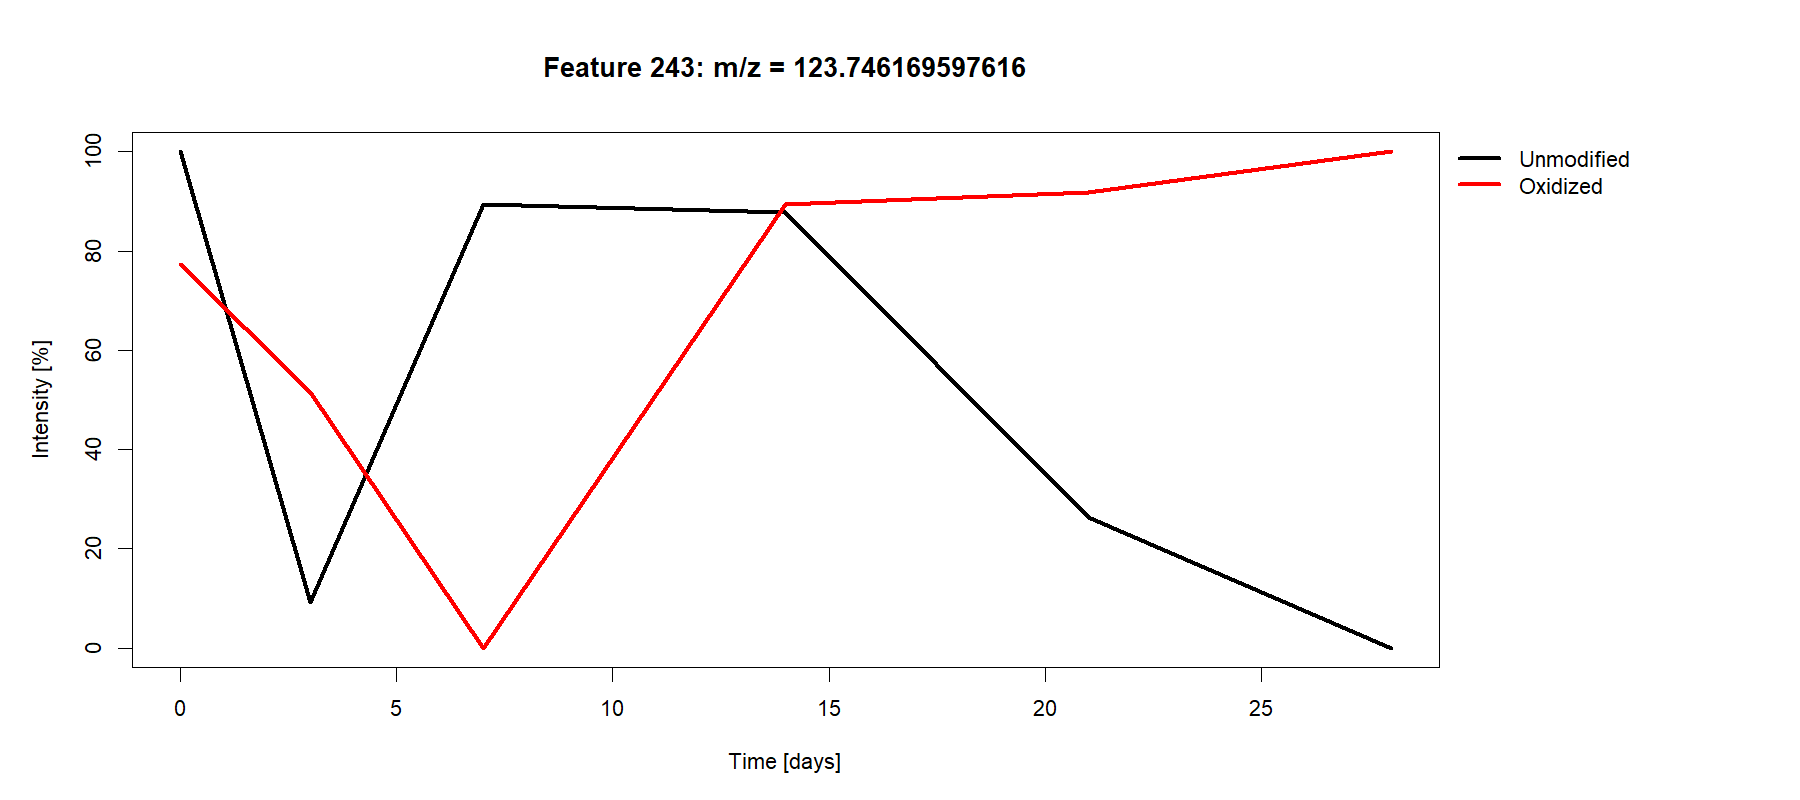 Feature 243: m/z = 123.746169597616
Unmodified
Oxidized
Intensity [%]
100
80
60
40
20
0
0 5 10 15 20 25
Time [days]